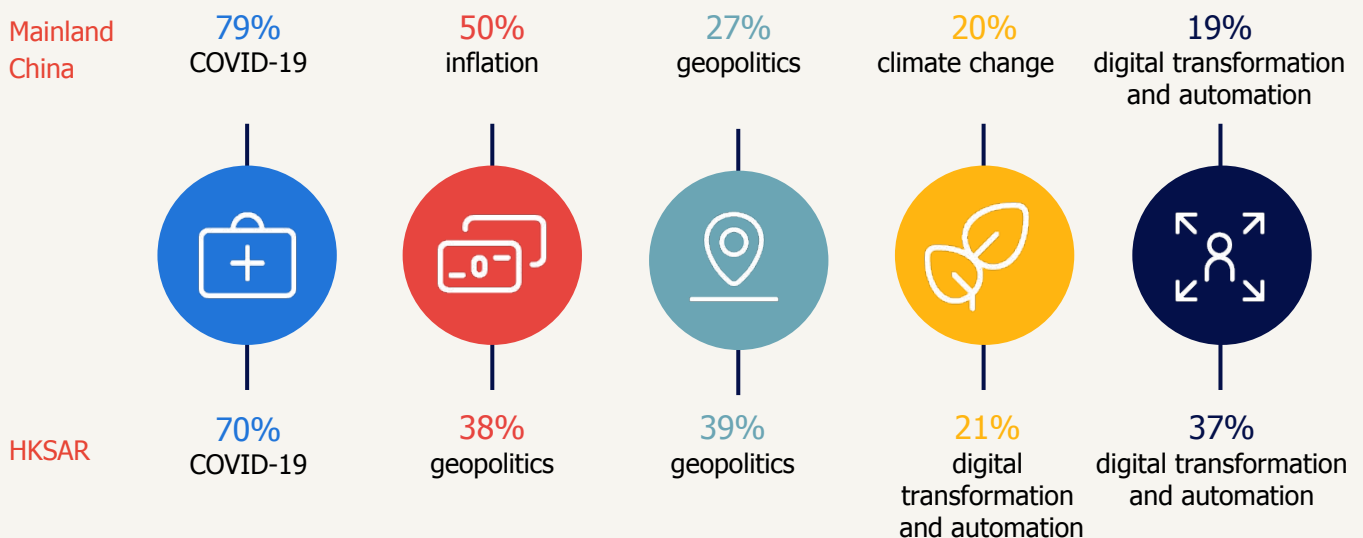 Mainland
China
79%
COVID-19
50%
inflation
27%
geopolitics
20%
climate change
19%
digital transformation
and automation
HKSAR
70%
COVID-19
38%
geopolitics
39%
geopolitics
21%
digital
transformation
and automation
37%
digital transformation
and automation